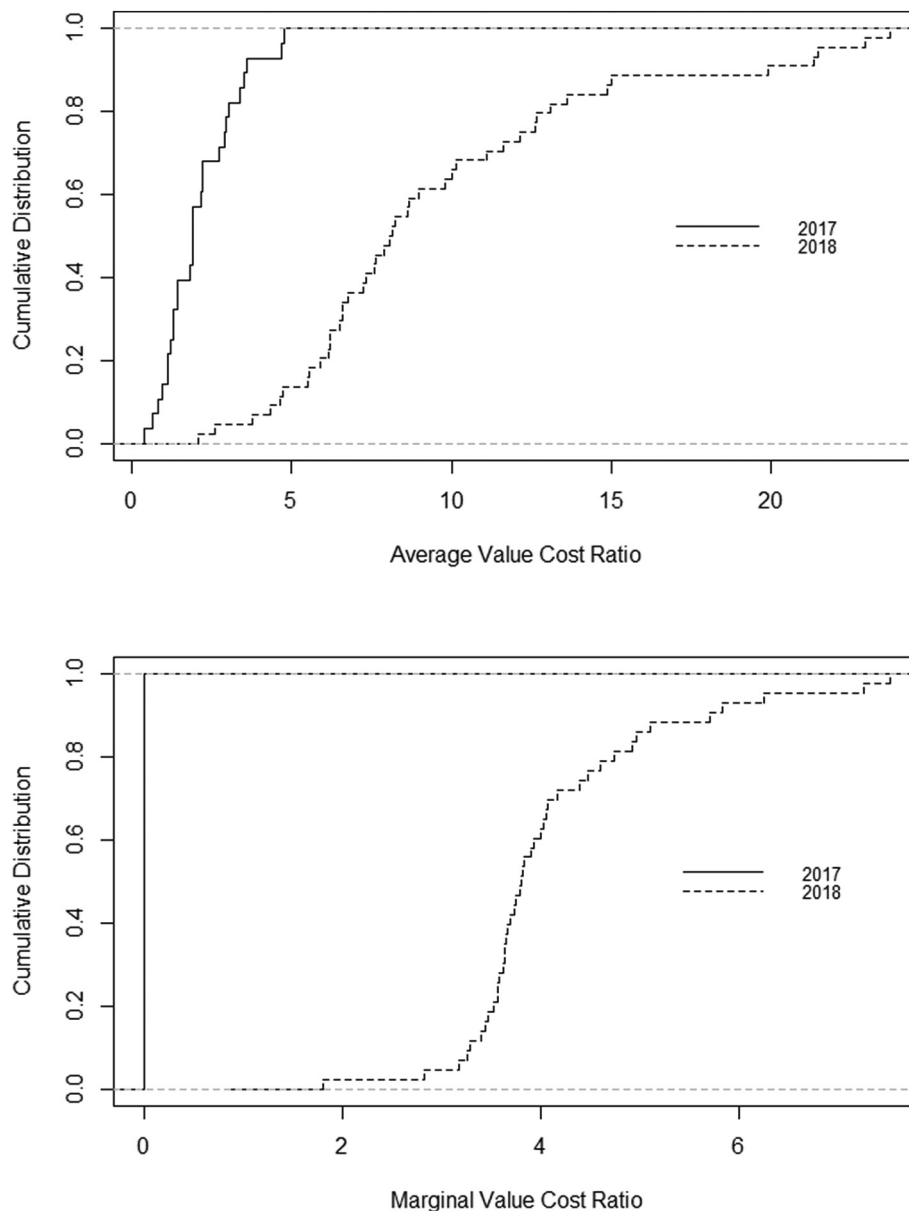 Cumulative Distribution
1.0
0.8
0.6
0.4
0.2
0.0
2017
2018
0 5 10 15 20
Average Value Cost Ratio
Cumulative Distribution
1.0
0.8
0.6
0.4
0.2
0.0
2017
2018
0 2 4 6
Marginal Value Cost Ratio